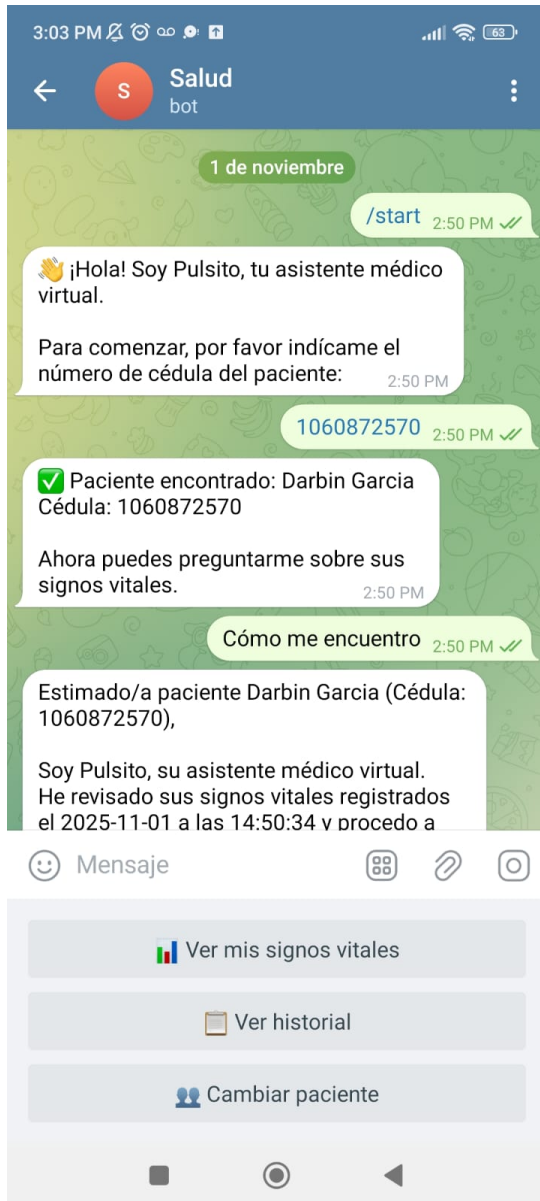 3:03 PM
63
S
Salud
bot
1 de noviembre
/start 2:50 PM
👋 ¡Hola! Soy Pulsito, tu asistente médico
virtual.
Para comenzar, por favor indícame el
número de cédula del paciente: 2:50 PM
1060872570 2:50 PM
✅ Paciente encontrado: Darbin Garcia
Cédula: 1060872570
Ahora puedes preguntarme sobre sus
signos vitales. 2:50 PM
Cómo me encuentro 2:50 PM
Estimado/a paciente Darbin Garcia (Cédula:
1060872570),
Soy Pulsito, su asistente médico virtual.
He revisado sus signos vitales registrados
el 2025-11-01 a las 14:50:34 y procedo a
Mensaje
📊 Ver mis signos vitales
📋 Ver historial
👥 Cambiar paciente